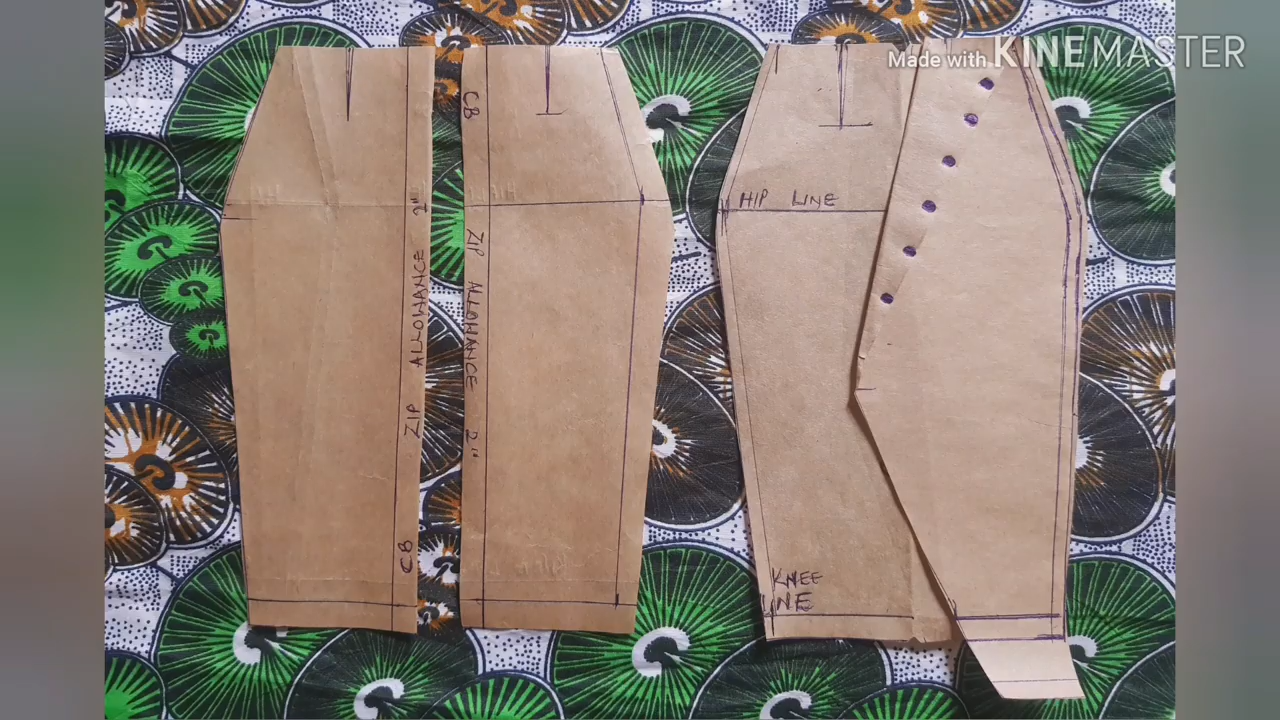 Made with KINEMASTER
CB
ZIP ALLOWANCE 2"
CB
ZIP ALLOWANCE 2"
HIP LINE
KNEE
LINE